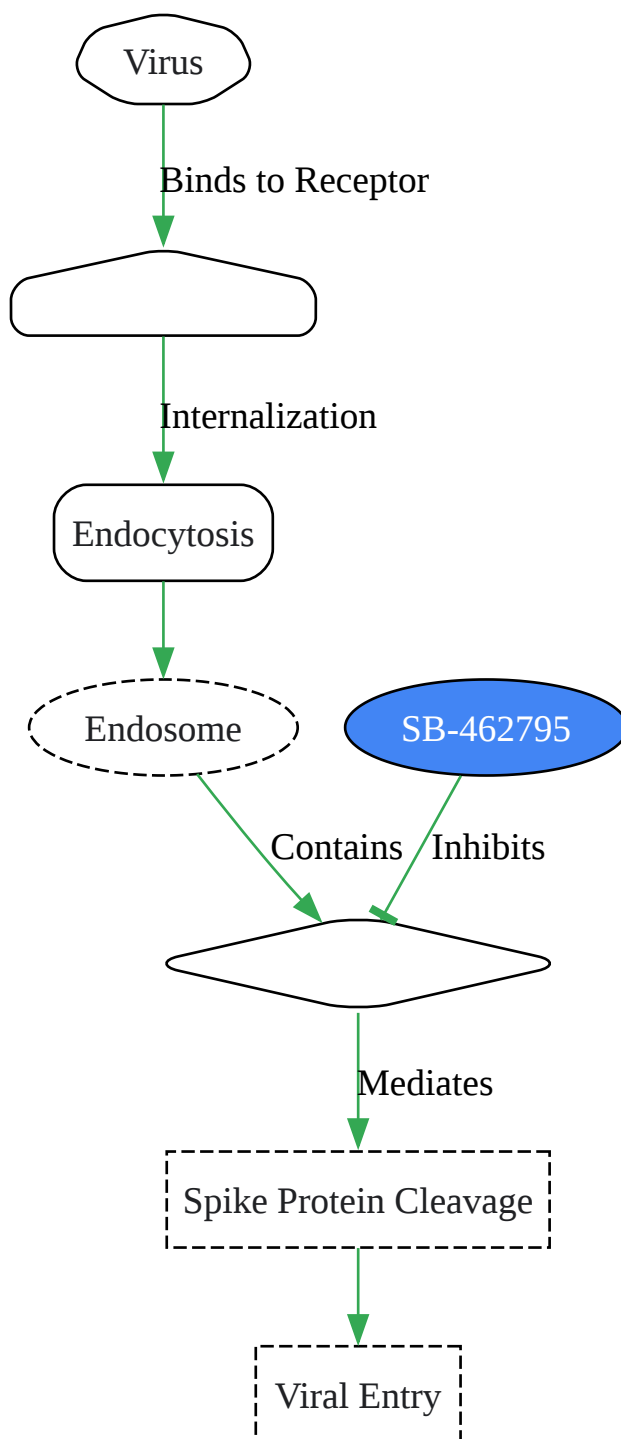 Virus
Binds to Receptor
Internalization
Endocytosis
Endosome
SB-462795
Contains
Inhibits
Mediates
Spike Protein Cleavage
Viral Entry